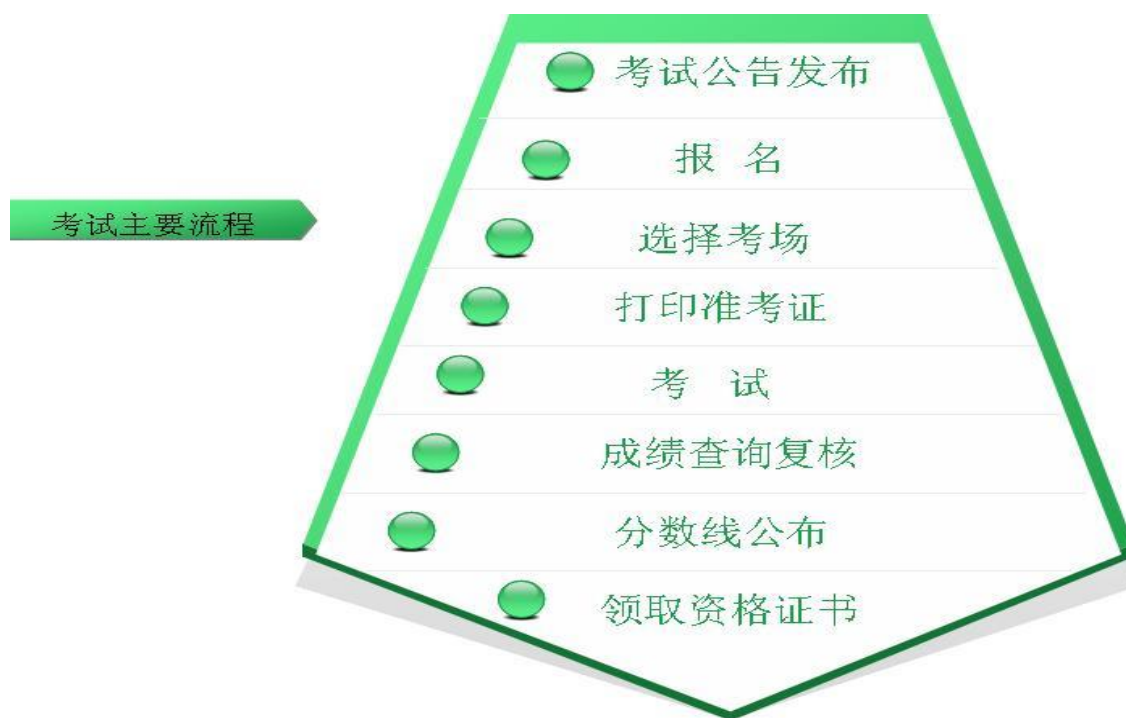 考试公告发布
报 名
考试主要流程
选择考场
打印准考证
考 试
成绩查询复核
分数线公布
领取资格证书